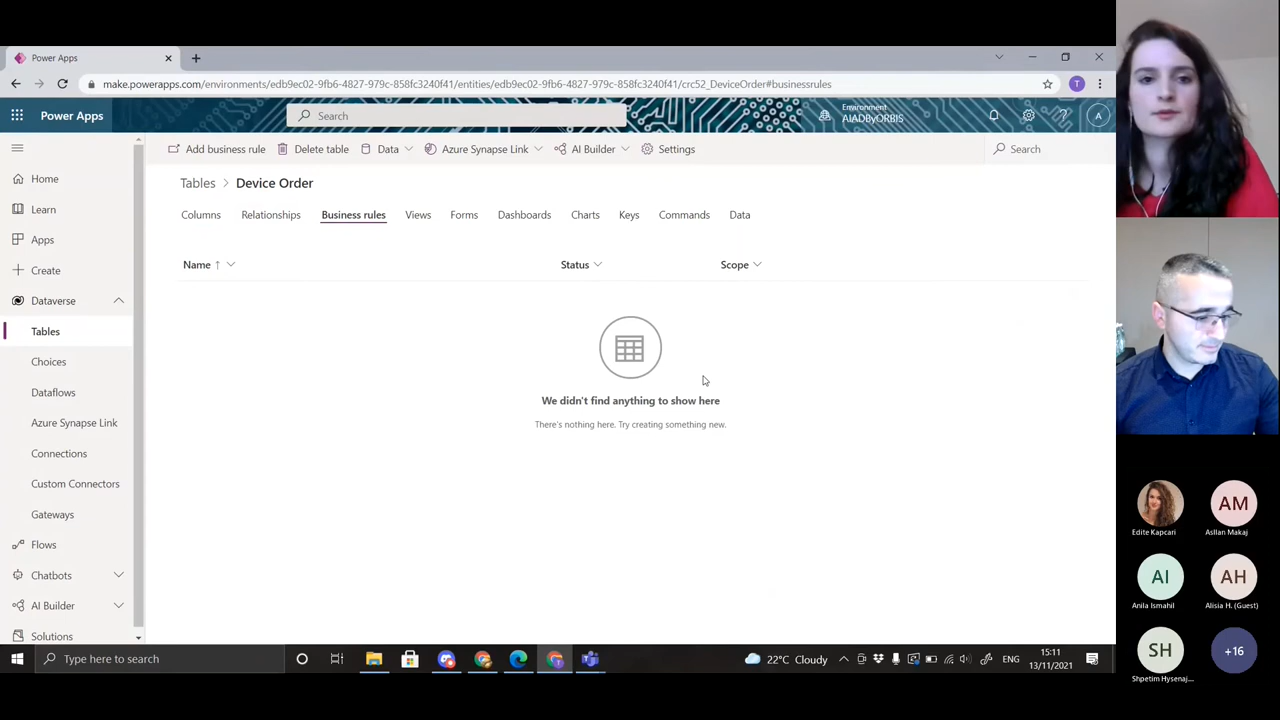 Power Apps
make.powerapps.com/environments/edb9ec02-9fb6-4827-979c-858fc3240f41/entities/edb9ec02-9fb6-4827-979c-858fc3240f41/crc52_DeviceOrder#businessrules
T
Power Apps
Search
Environment
AIADByORBIS
A
Add business rule
Delete table
Data
Azure Synapse Link
AI Builder
Settings
Search
Home
Learn
Apps
Create
Dataverse
Tables
Choices
Dataflows
Azure Synapse Link
Connections
Custom Connectors
Gateways
Flows
Chatbots
AI Builder
Solutions
Tables > Device Order
Columns
Relationships
Business rules
Views
Forms
Dashboards
Charts
Keys
Commands
Data
Name ↑
Status
Scope
We didn't find anything to show here
There's nothing here. Try creating something new.
Edite Kapcari
AM
Asllan Makaj
AI
Anila Ismahil
AH
Alisia H. (Guest)
SH
Shpetim Hysenaj...
+16
Type here to search
22°C Cloudy
ENG
15:11
13/11/2021